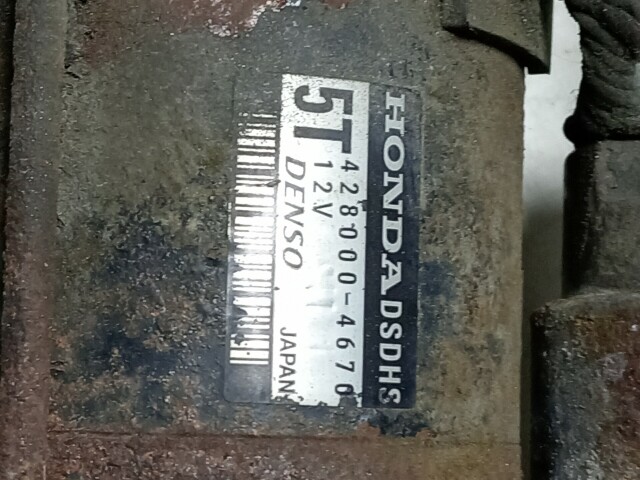 HONDA DSDHS
5T 428000-4670
12V
DENSO JAPAN